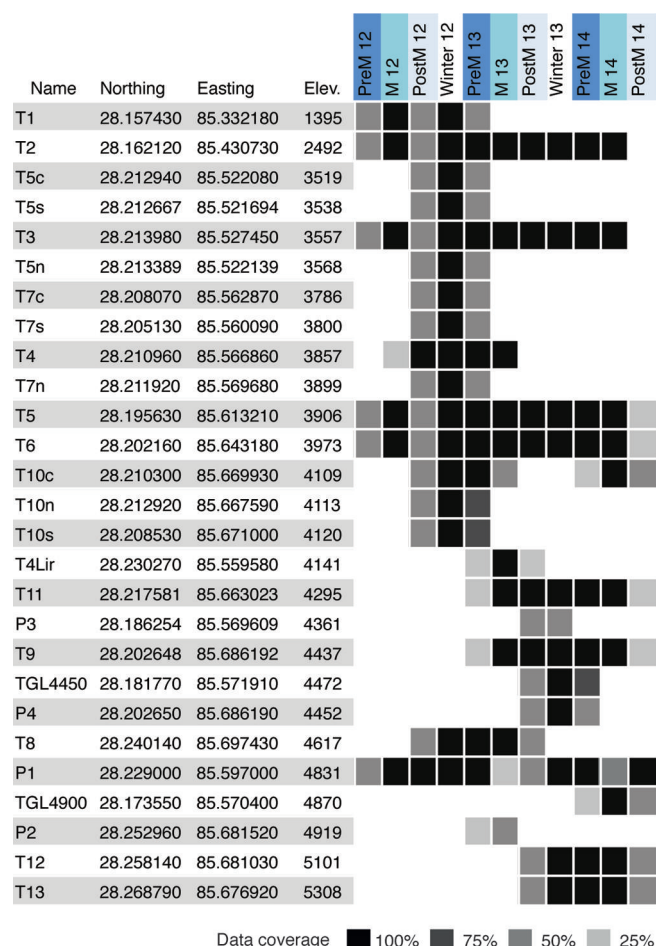 PreM 12
M 12
PostM 12
Winter 12
PreM 13
M 13
PostM 13
Winter 13
PreM 14
M 14
PostM 14
Name Northing Easting Elev.
T1 28.157430 85.332180 1395
T2 28.162120 85.430730 2492
T5c 28.212940 85.522080 3519
T5s 28.212667 85.521694 3538
T3 28.213980 85.527450 3557
T5n 28.213389 85.522139 3568
T7c 28.208070 85.562870 3786
T7s 28.205130 85.560090 3800
T4 28.210960 85.566860 3857
T7n 28.211920 85.569680 3899
T5 28.195630 85.613210 3906
T6 28.202160 85.643180 3973
T10c 28.210300 85.669930 4109
T10n 28.212920 85.667590 4113
T10s 28.208530 85.671000 4120
T4Lir 28.230270 85.559580 4141
T11 28.217581 85.663023 4295
P3 28.186254 85.569609 4361
T9 28.202648 85.686192 4437
TGL4450 28.181770 85.571910 4472
P4 28.202650 85.686190 4452
T8 28.240140 85.697430 4617
P1 28.229000 85.597000 4831
TGL4900 28.173550 85.570400 4870
P2 28.252960 85.681520 4919
T12 28.258140 85.681030 5101
T13 28.268790 85.676920 5308
Data coverage 100% 75% 50% 25%